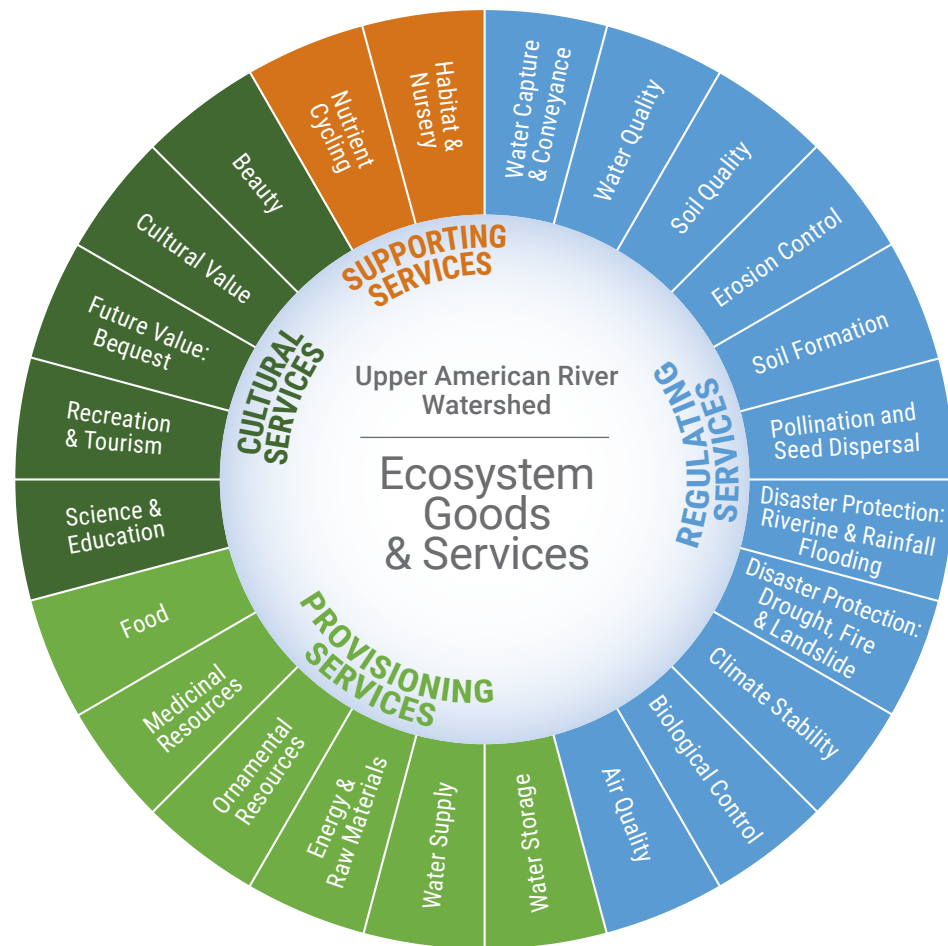 Upper American River
Watershed
Ecosystem
Goods
& Services
SUPPORTING
SERVICES
Nutrient
Cycling
Habitat &
Nursery
REGULATING
SERVICES
Water Capture
& Conveyance
Water Quality
Soil Quality
Erosion Control
Soil Formation
Pollination and
Seed Dispersal
Disaster Protection:
Riverine & Rainfall
Flooding
Disaster Protection:
Drought, Fire
& Landslide
Climate Stability
Biological Control
Air Quality
PROVISIONING
SERVICES
Water Storage
Water Supply
Energy &
Raw Materials
Ornamental
Resources
Medicinal
Resources
Food
CULTURAL
SERVICES
Science &
Education
Recreation
& Tourism
Future Value:
Bequest
Cultural Value
Beauty